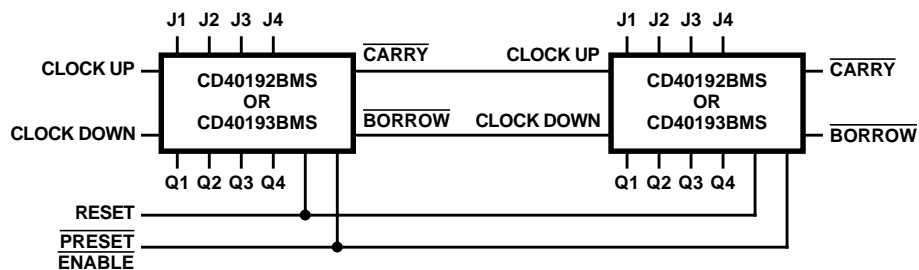 J1 J2 J3 J4 J1 J2 J3 J4
CLOCK UP CARRY CLOCK UP CARRY
CD40192BMS CD40192BMS
OR OR
CD40193BMS CD40193BMS
CLOCK DOWN BORROW CLOCK DOWN BORROW
Q1 Q2 Q3 Q4 Q1 Q2 Q3 Q4
RESET
PRESET
ENABLE